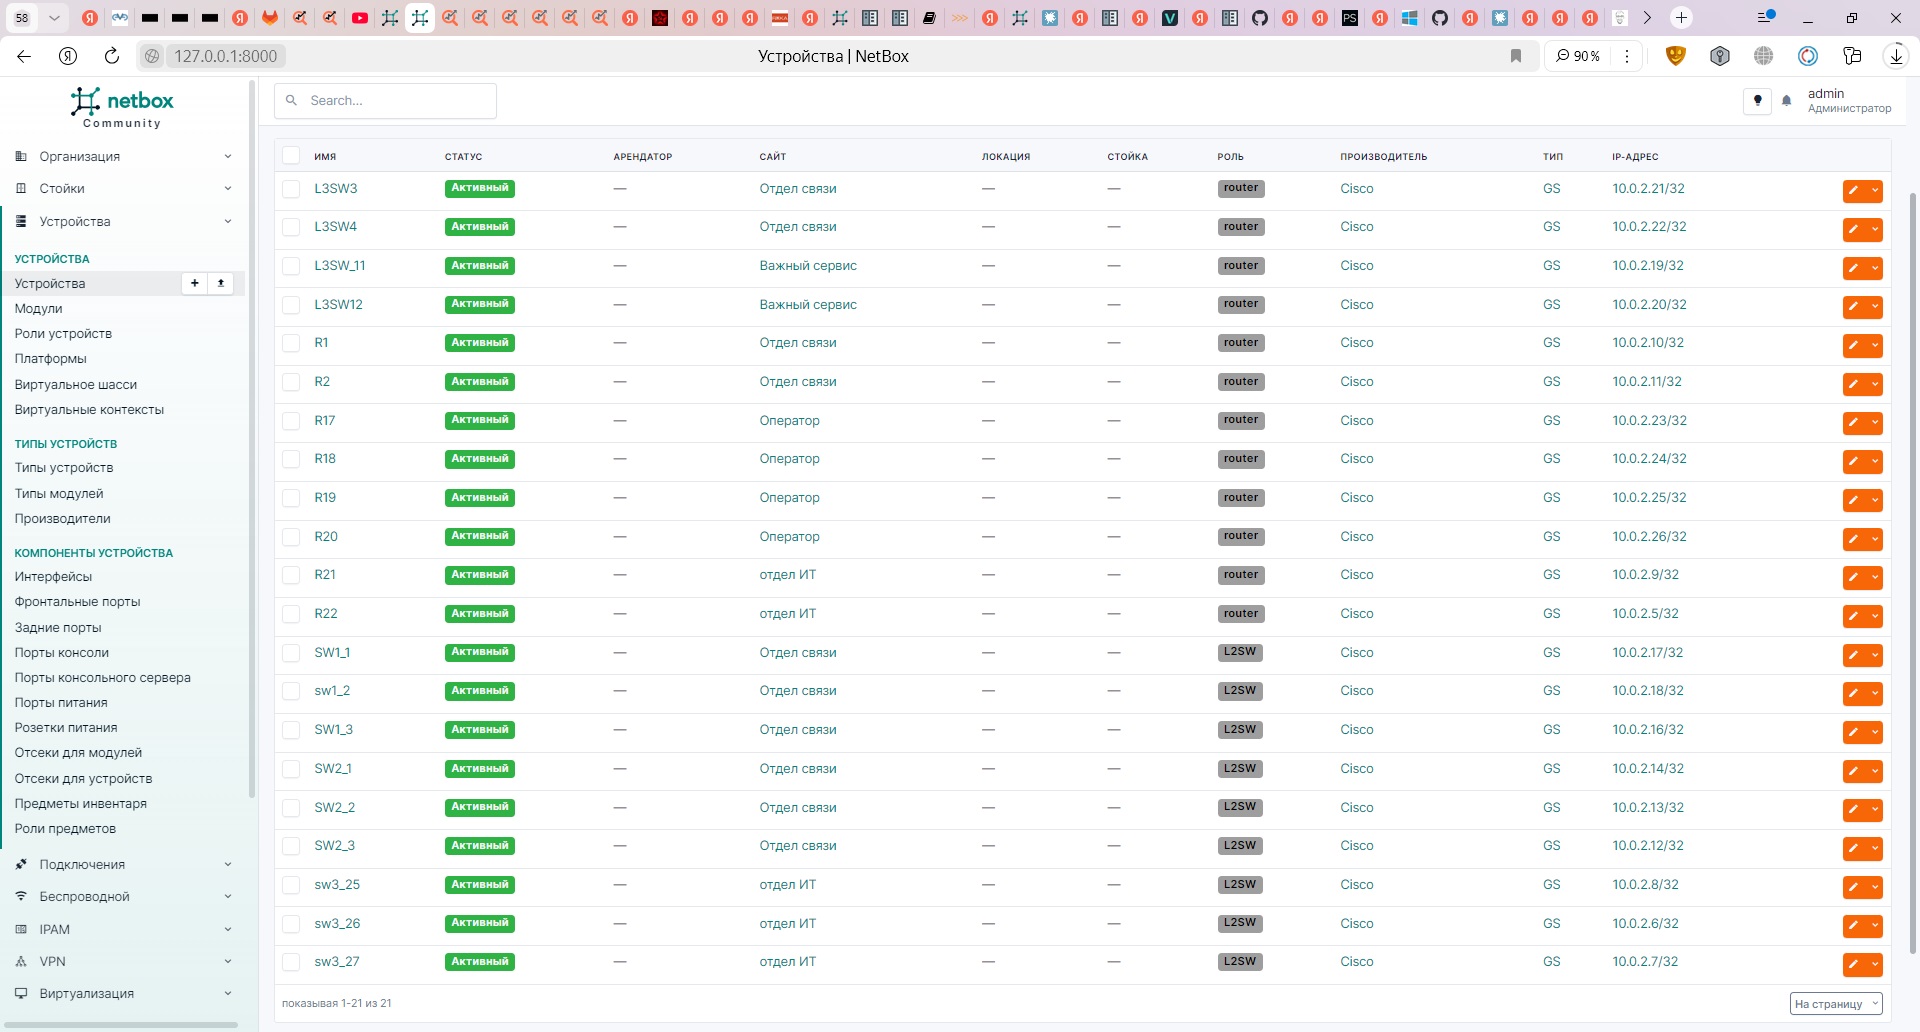 58
127.0.0.1:8000
Устройства | NetBox
90 %
netbox
Community
Search...
admin
Администратор
Организация
Стойки
Устройства
УСТРОЙСТВА
Устройства
Модули
Роли устройств
Платформы
Виртуальное шасси
Виртуальные контексты
ТИПЫ УСТРОЙСТВ
Типы устройств
Типы модулей
Производители
КОМПОНЕНТЫ УСТРОЙСТВА
Интерфейсы
Фронтальные порты
Задние порты
Порты консоли
Порты консольного сервера
Порты питания
Розетки питания
Отсеки для модулей
Отсеки для устройств
Предметы инвентаря
Роли предметов
Подключения
Беспроводной
IPAM
VPN
Виртуализация
ИМЯ СТАТУС АРЕНДАТОР САЙТ ЛОКАЦИЯ СТОЙКА РОЛЬ ПРОИЗВОДИТЕЛЬ ТИП IP-АДРЕС
L3SW3 Активный — Отдел связи — — router Cisco GS 10.0.2.21/32
L3SW4 Активный — Отдел связи — — router Cisco GS 10.0.2.22/32
L3SW_11 Активный — Важный сервис — — router Cisco GS 10.0.2.19/32
L3SW12 Активный — Важный сервис — — router Cisco GS 10.0.2.20/32
R1 Активный — Отдел связи — — router Cisco GS 10.0.2.10/32
R2 Активный — Отдел связи — — router Cisco GS 10.0.2.11/32
R17 Активный — Оператор — — router Cisco GS 10.0.2.23/32
R18 Активный — Оператор — — router Cisco GS 10.0.2.24/32
R19 Активный — Оператор — — router Cisco GS 10.0.2.25/32
R20 Активный — Оператор — — router Cisco GS 10.0.2.26/32
R21 Активный — отдел ИТ — — router Cisco GS 10.0.2.9/32
R22 Активный — отдел ИТ — — router Cisco GS 10.0.2.5/32
SW1_1 Активный — Отдел связи — — L2SW Cisco GS 10.0.2.17/32
sw1_2 Активный — Отдел связи — — L2SW Cisco GS 10.0.2.18/32
SW1_3 Активный — Отдел связи — — L2SW Cisco GS 10.0.2.16/32
SW2_1 Активный — Отдел связи — — L2SW Cisco GS 10.0.2.14/32
SW2_2 Активный — Отдел связи — — L2SW Cisco GS 10.0.2.13/32
SW2_3 Активный — Отдел связи — — L2SW Cisco GS 10.0.2.12/32
sw3_25 Активный — отдел ИТ — — L2SW Cisco GS 10.0.2.8/32
sw3_26 Активный — отдел ИТ — — L2SW Cisco GS 10.0.2.6/32
sw3_27 Активный — отдел ИТ — — L2SW Cisco GS 10.0.2.7/32
показывая 1-21 из 21
На страницу